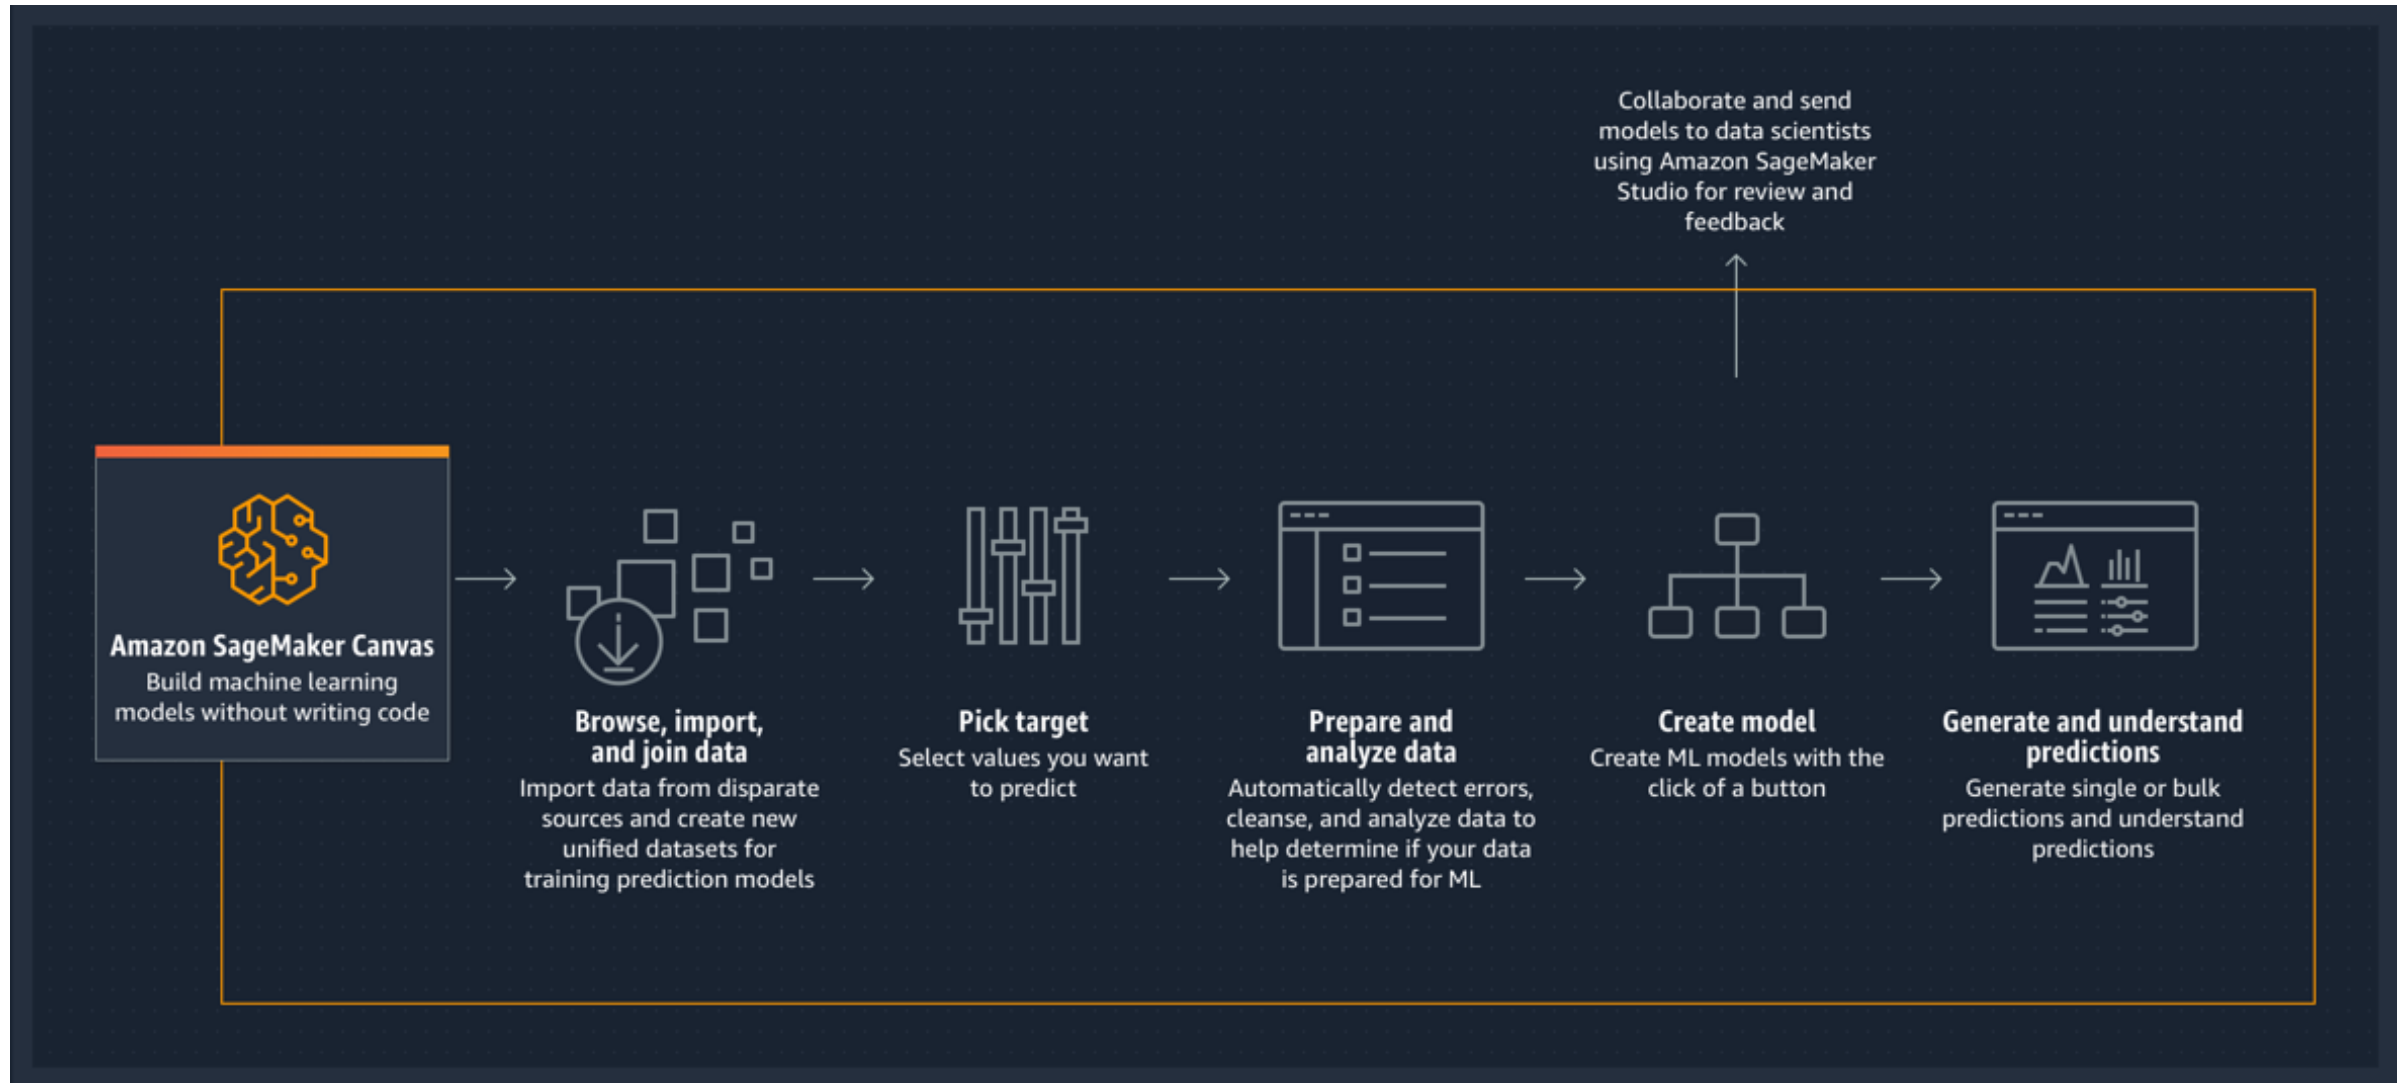 Collaborate and send
models to data scientists
using Amazon SageMaker
Studio for review and
feedback
Amazon SageMaker Canvas
Build machine learning
models without writing code
Browse, import,
and join data
Import data from disparate
sources and create new
unified datasets for
training prediction models
Pick target
Select values you want
to predict
Prepare and
analyze data
Automatically detect errors,
cleanse, and analyze data to
help determine if your data
is prepared for ML
Create model
Create ML models with the
click of a button
Generate and understand
predictions
Generate single or bulk
predictions and understand
predictions